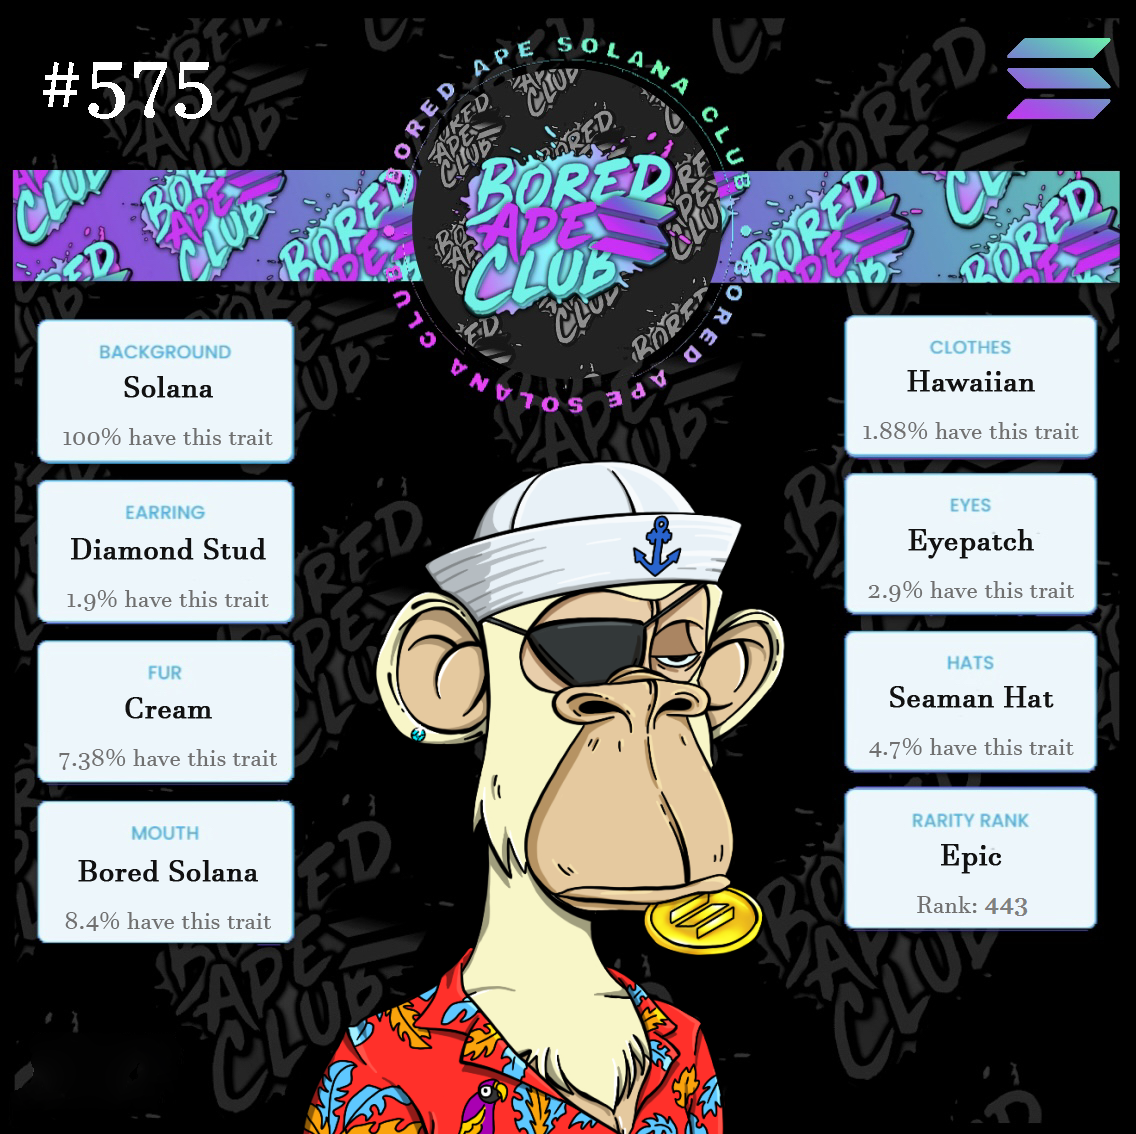 #575
BORED APE SOLANA CLUB
BORED APE SOLANA CLUB
BORED
APE
CLUB
BACKGROUND
Solana
100% have this trait
EARRING
Diamond Stud
1.9% have this trait
FUR
Cream
7.38% have this trait
MOUTH
Bored Solana
8.4% have this trait
CLOTHES
Hawaiian
1.88% have this trait
EYES
Eyepatch
2.9% have this trait
HATS
Seaman Hat
4.7% have this trait
RARITY RANK
Epic
Rank: 443